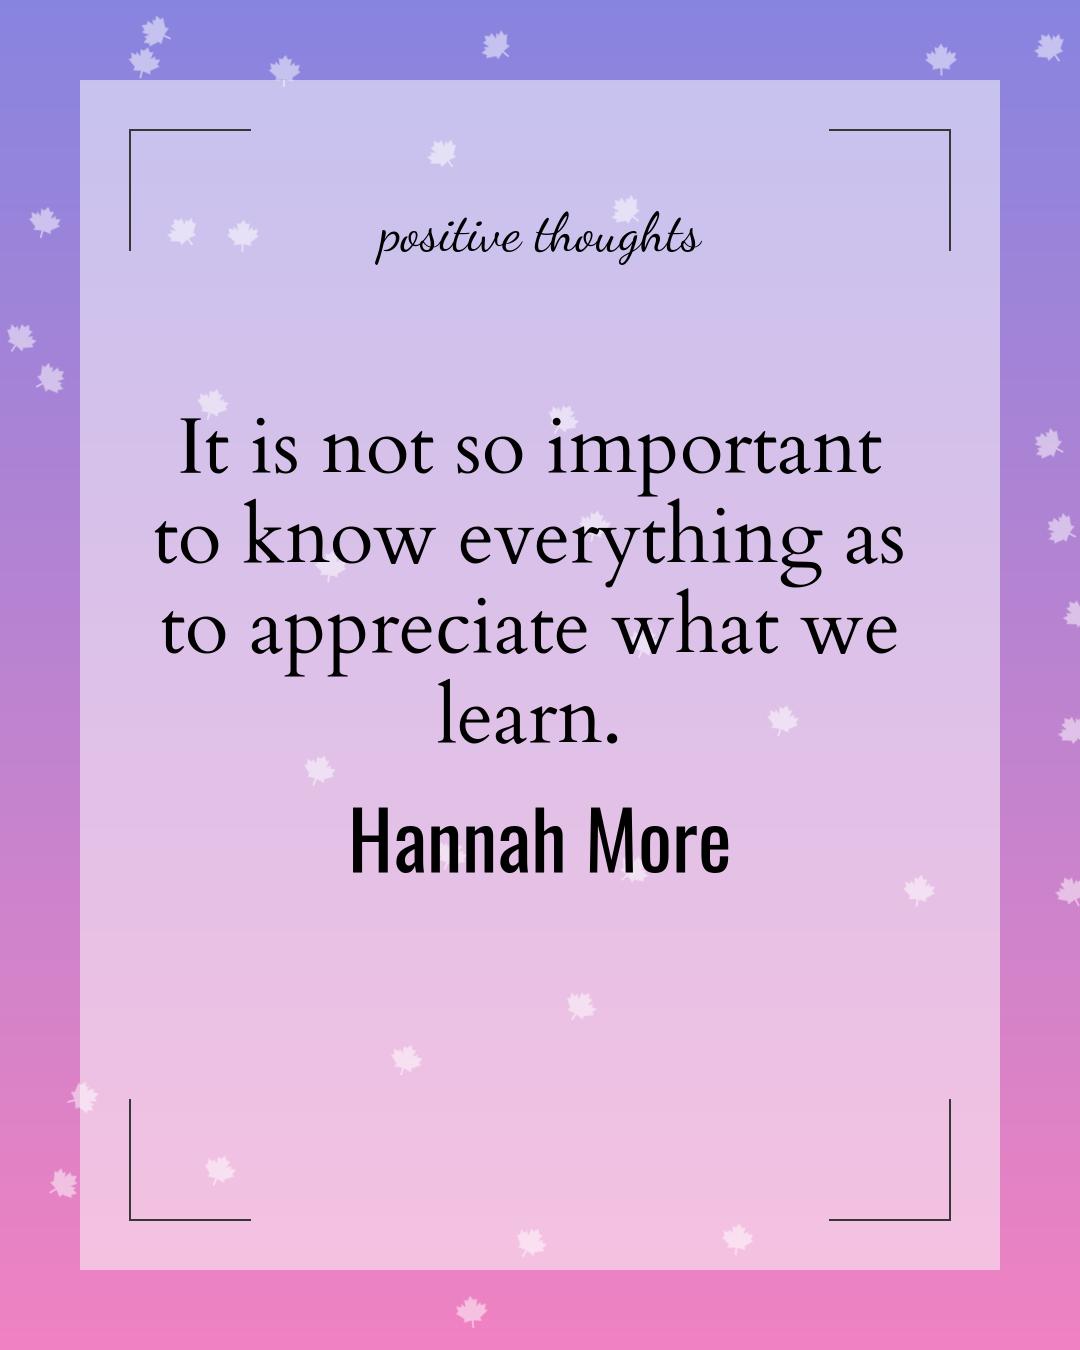 positive thoughts
It is not so important
to know everything as
to appreciate what we
learn.
Hannah More